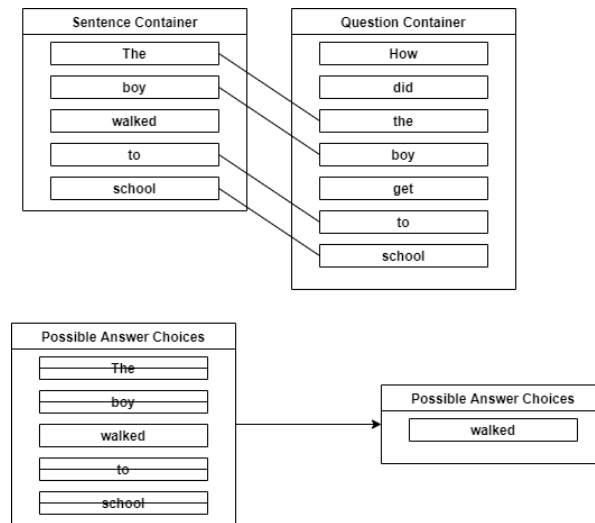 Sentence Container
The
boy
walked
to
school
Question Container
How
did
the
boy
get
to
school
Possible Answer Choices
The
boy
walked
to
school
Possible Answer Choices
walked